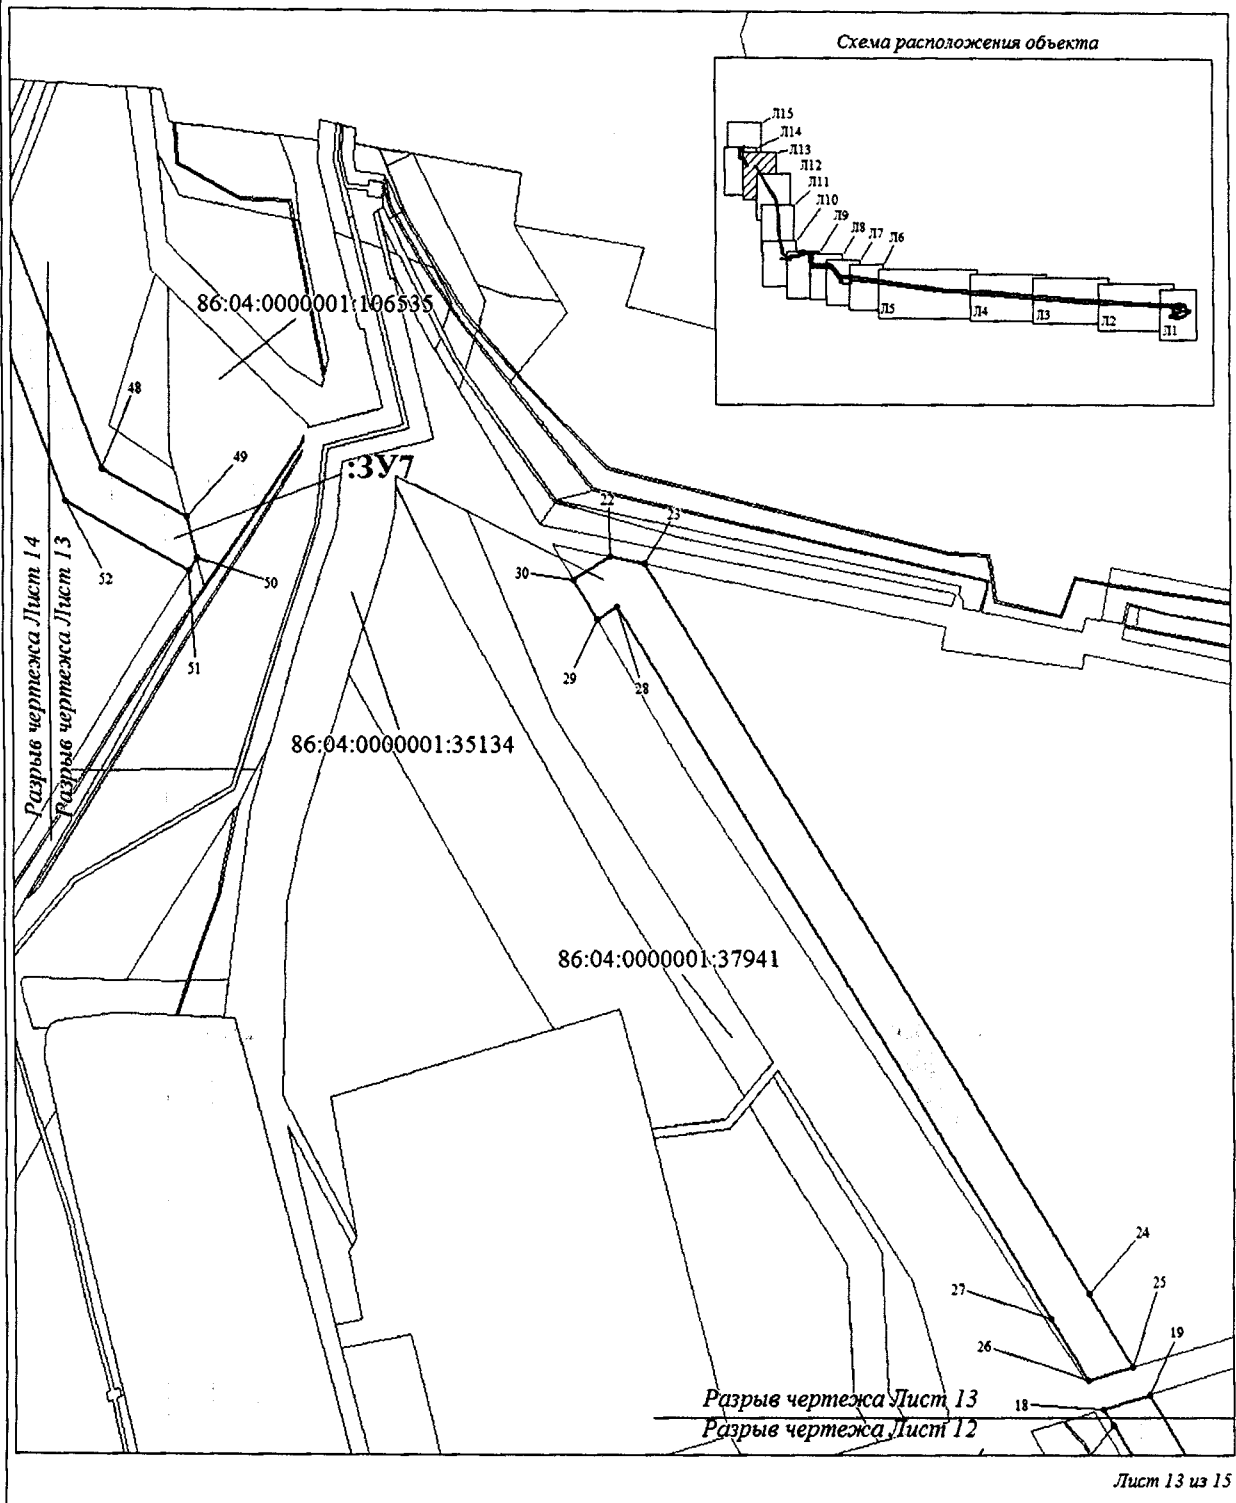 Схема расположения объекта
Л15
Л14
Л13
Л12
Л11
Л10
Л9
Л8
Л7
Л6
Л5
Л4
Л3
Л2
Л1
86:04:0000001:106535
48
49
:ЗУ7
22
23
30
50
52
51
29
28
Разрыв чертежа Лист 14
Разрыв чертежа Лист 13
86:04:0000001:35134
86:04:0000001:37941
24
27
25
19
26
18
Разрыв чертежа Лист 13
Разрыв чертежа Лист 12
Лист 13 из 15